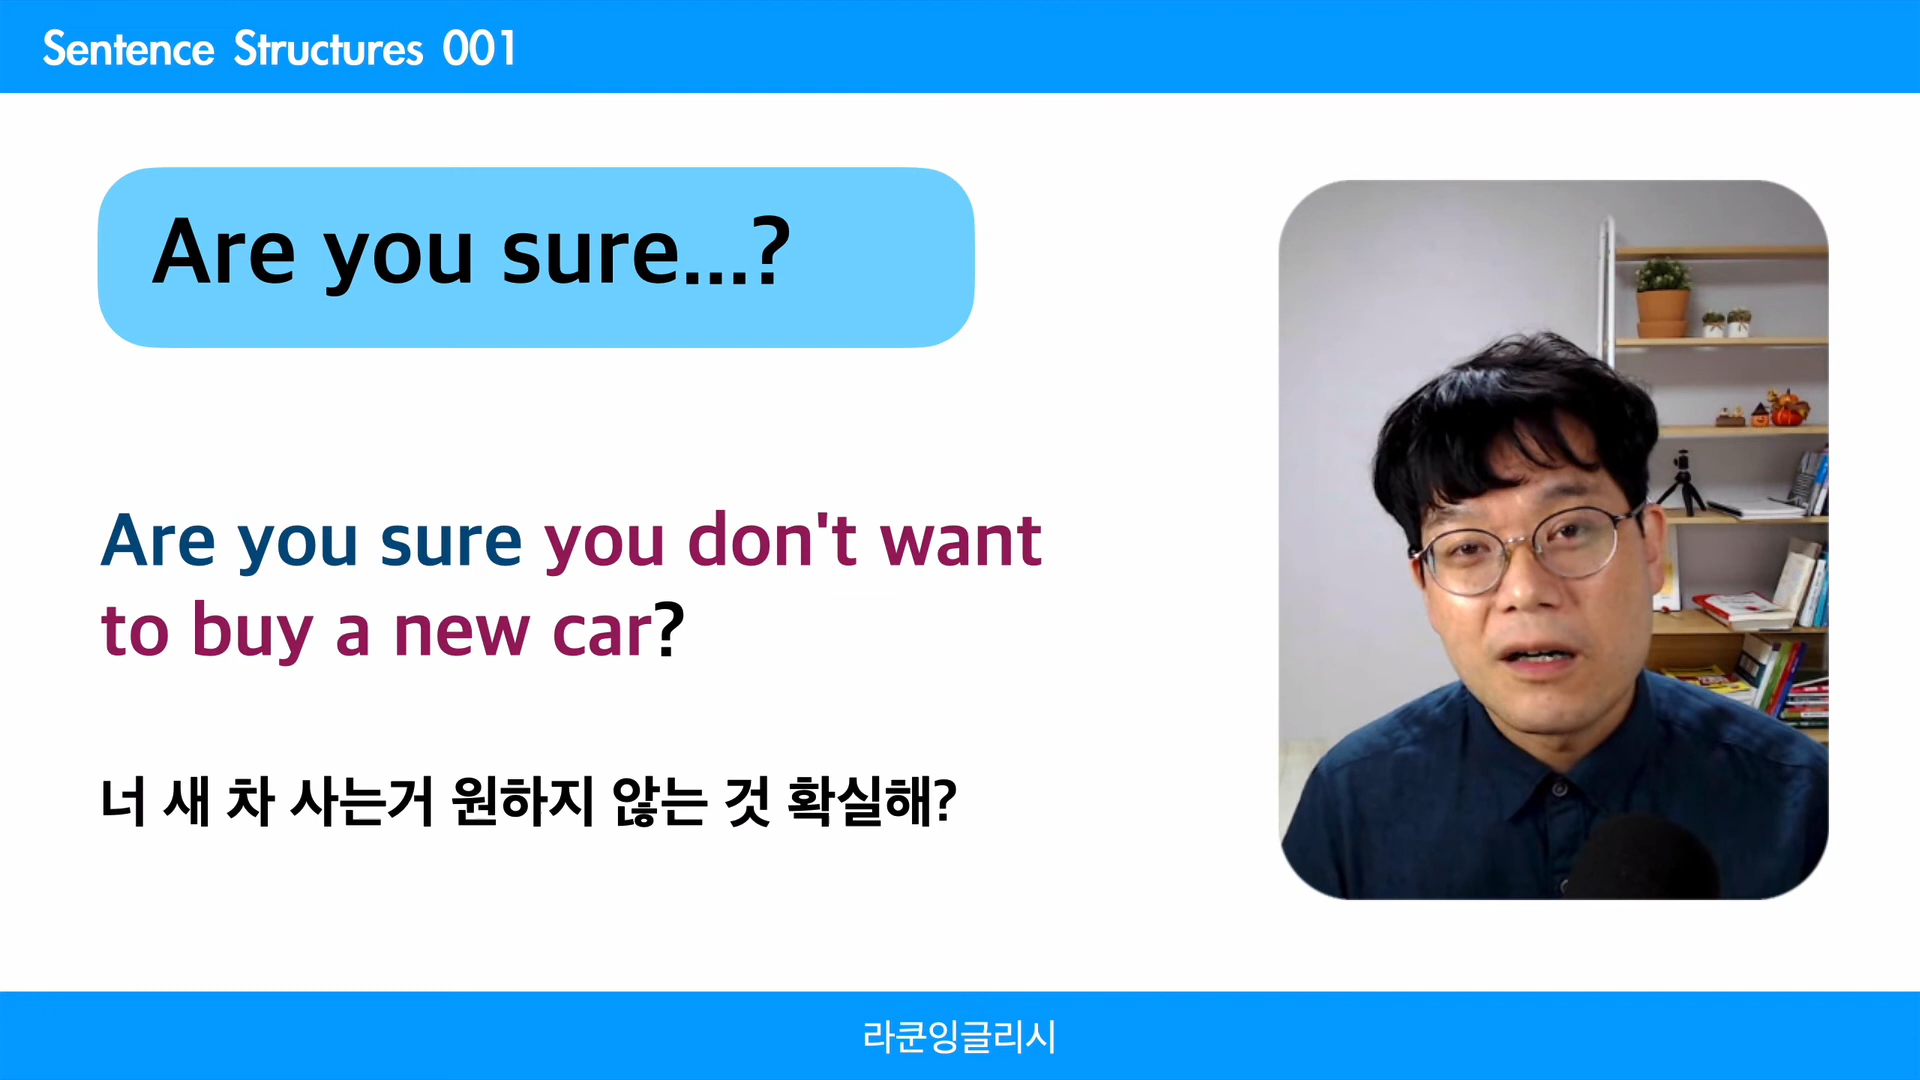 Sentence Structures 001
Are you sure...?
Are you sure you don't want
to buy a new car?
너 새 차 사는거 원하지 않는 것 확실해?
라쿤잉글리시